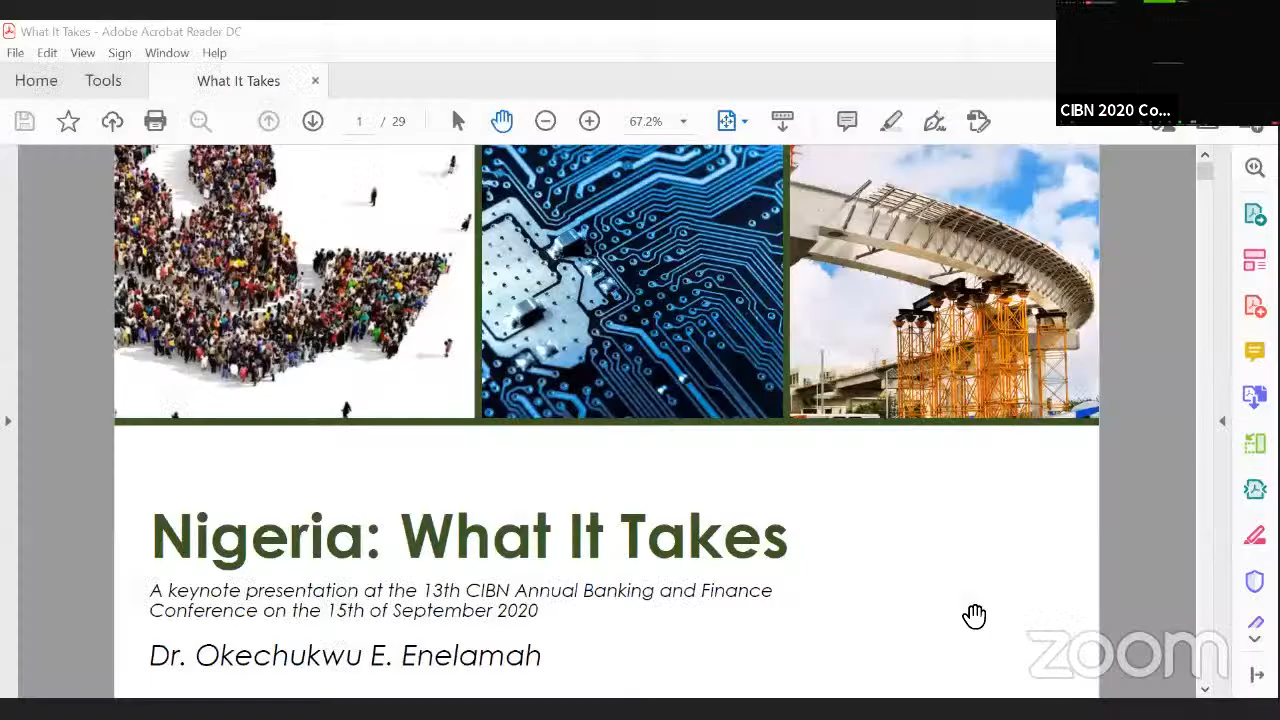 What It Takes - Adobe Acrobat Reader DC
File Edit View Sign Window Help
Home Tools What It Takes ×
1 / 29 67.2%
CIBN 2020 Co...
Nigeria: What It Takes
A keynote presentation at the 13th CIBN Annual Banking and Finance
Conference on the 15th of September 2020
Dr. Okechukwu E. Enelamah
zoom